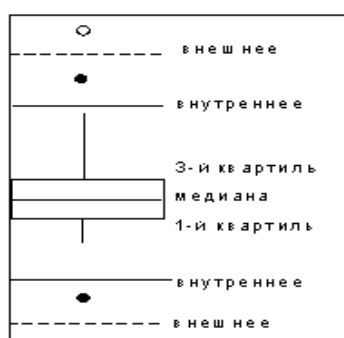 внешнее
внутреннее
3-й квартиль
медиана
1-й квартиль
внутреннее
внешнее